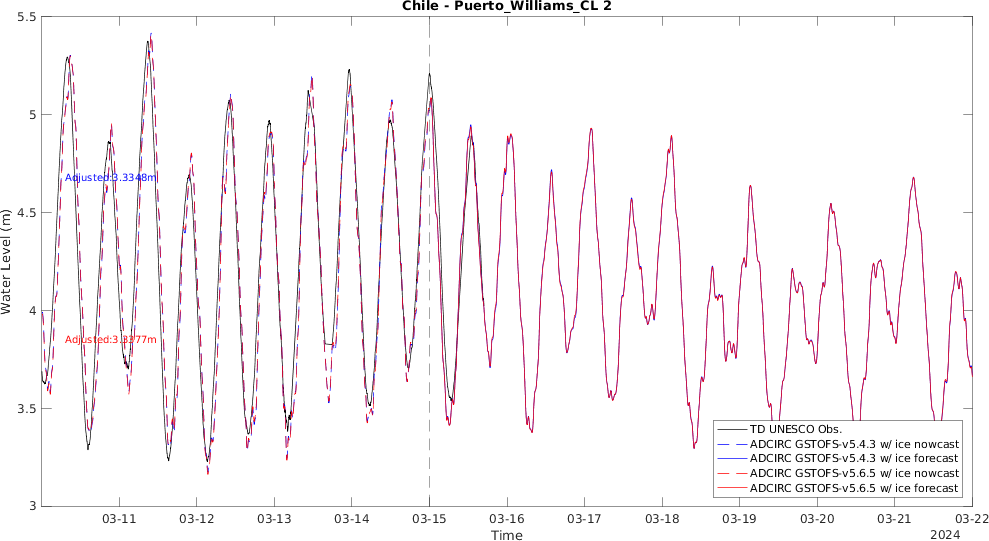 Chile - Puerto_Williams_CL 2
5.5
5
4.5
4
3.5
3
Water Level (m)
Adjusted:3.3348m
Adjusted:3.3377m
TD UNESCO Obs.
ADCIRC GSTOFS-v5.4.3 w/ ice nowcast
ADCIRC GSTOFS-v5.4.3 w/ ice forecast
ADCIRC GSTOFS-v5.6.5 w/ ice nowcast
ADCIRC GSTOFS-v5.6.5 w/ ice forecast
03-11 03-12 03-13 03-14 03-15 03-16 03-17 03-18 03-19 03-20 03-21 03-22
Time
2024